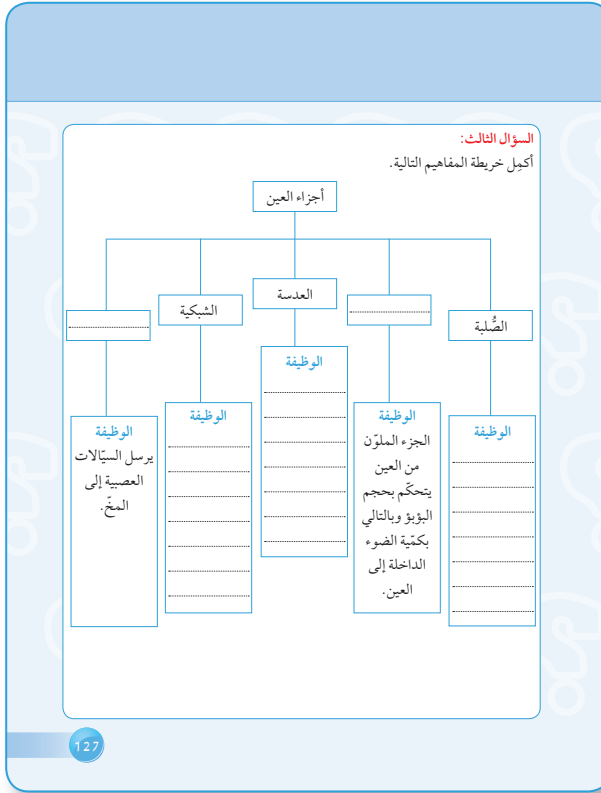 السؤال الثالث:
أكمِل خريطة المفاهيم التالية.
أجزاء العين
الصُّلبة
العدسة
الشبكية
الوظيفة
الوظيفة
الجزء الملوّن
من العين
يتحكّم بحجم
البؤبؤ وبالتالي
بكمّية الضوء
الداخلة إلى
العين.
الوظيفة
الوظيفة
الوظيفة
يرسل السيّالات
العصبية إلى
المخّ.
127